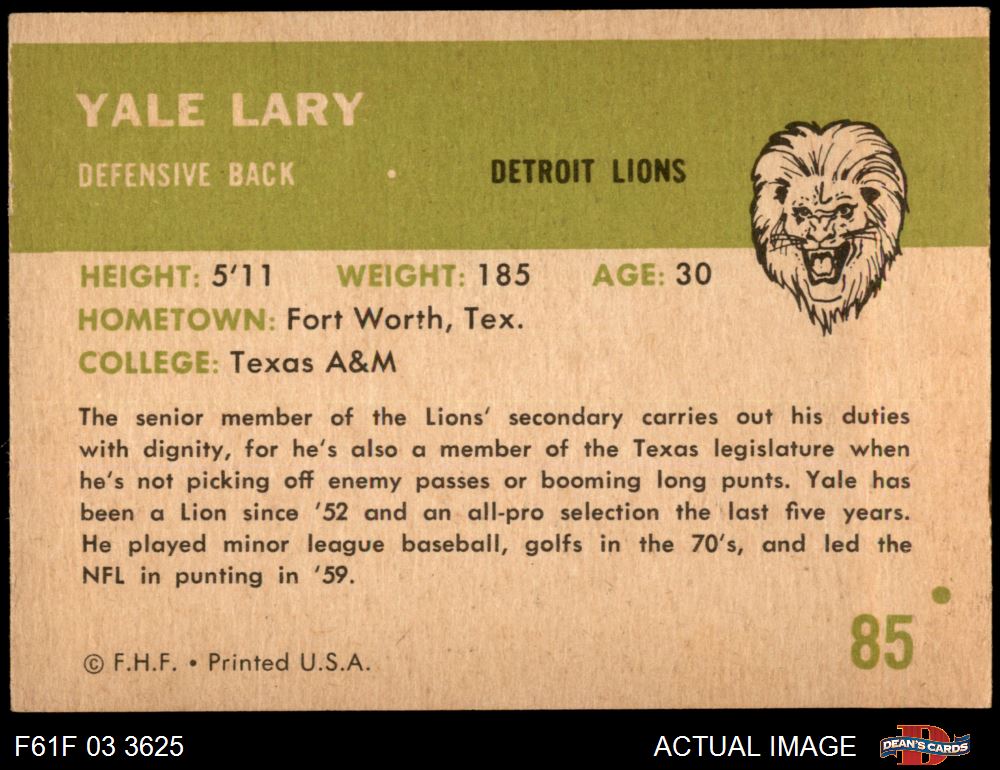 YALE LARY
DEFENSIVE BACK • DETROIT LIONS
HEIGHT: 5'11 WEIGHT: 185 AGE: 30
HOMETOWN: Fort Worth, Tex.
COLLEGE: Texas A&M
The senior member of the Lions' secondary carries out his duties
with dignity, for he's also a member of the Texas legislature when
he's not picking off enemy passes or booming long punts. Yale has
been a Lion since '52 and an all-pro selection the last five years.
He played minor league baseball, golfs in the 70's, and led the
NFL in punting in '59.
85
© F.H.F. • Printed U.S.A.
F61F 03 3625 ACTUAL IMAGE D DEAN'S CARDS